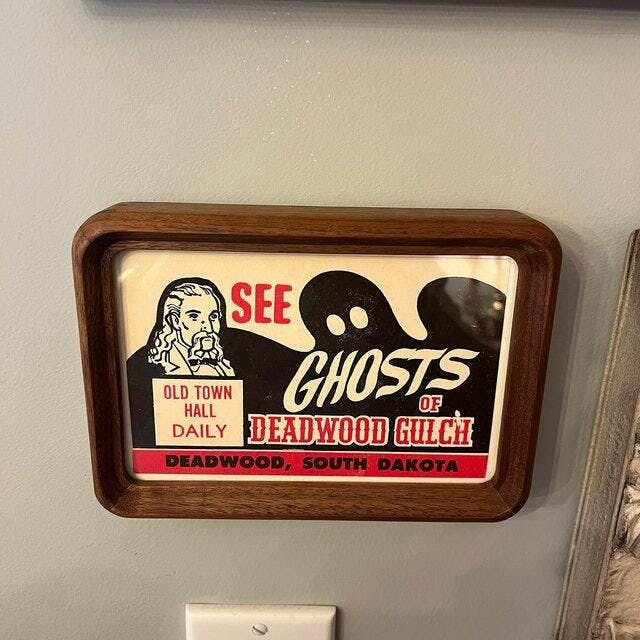 SEE
GHOSTS
OF
DEADWOOD GULCH
OLD TOWN
HALL
DAILY
DEADWOOD, SOUTH DAKOTA